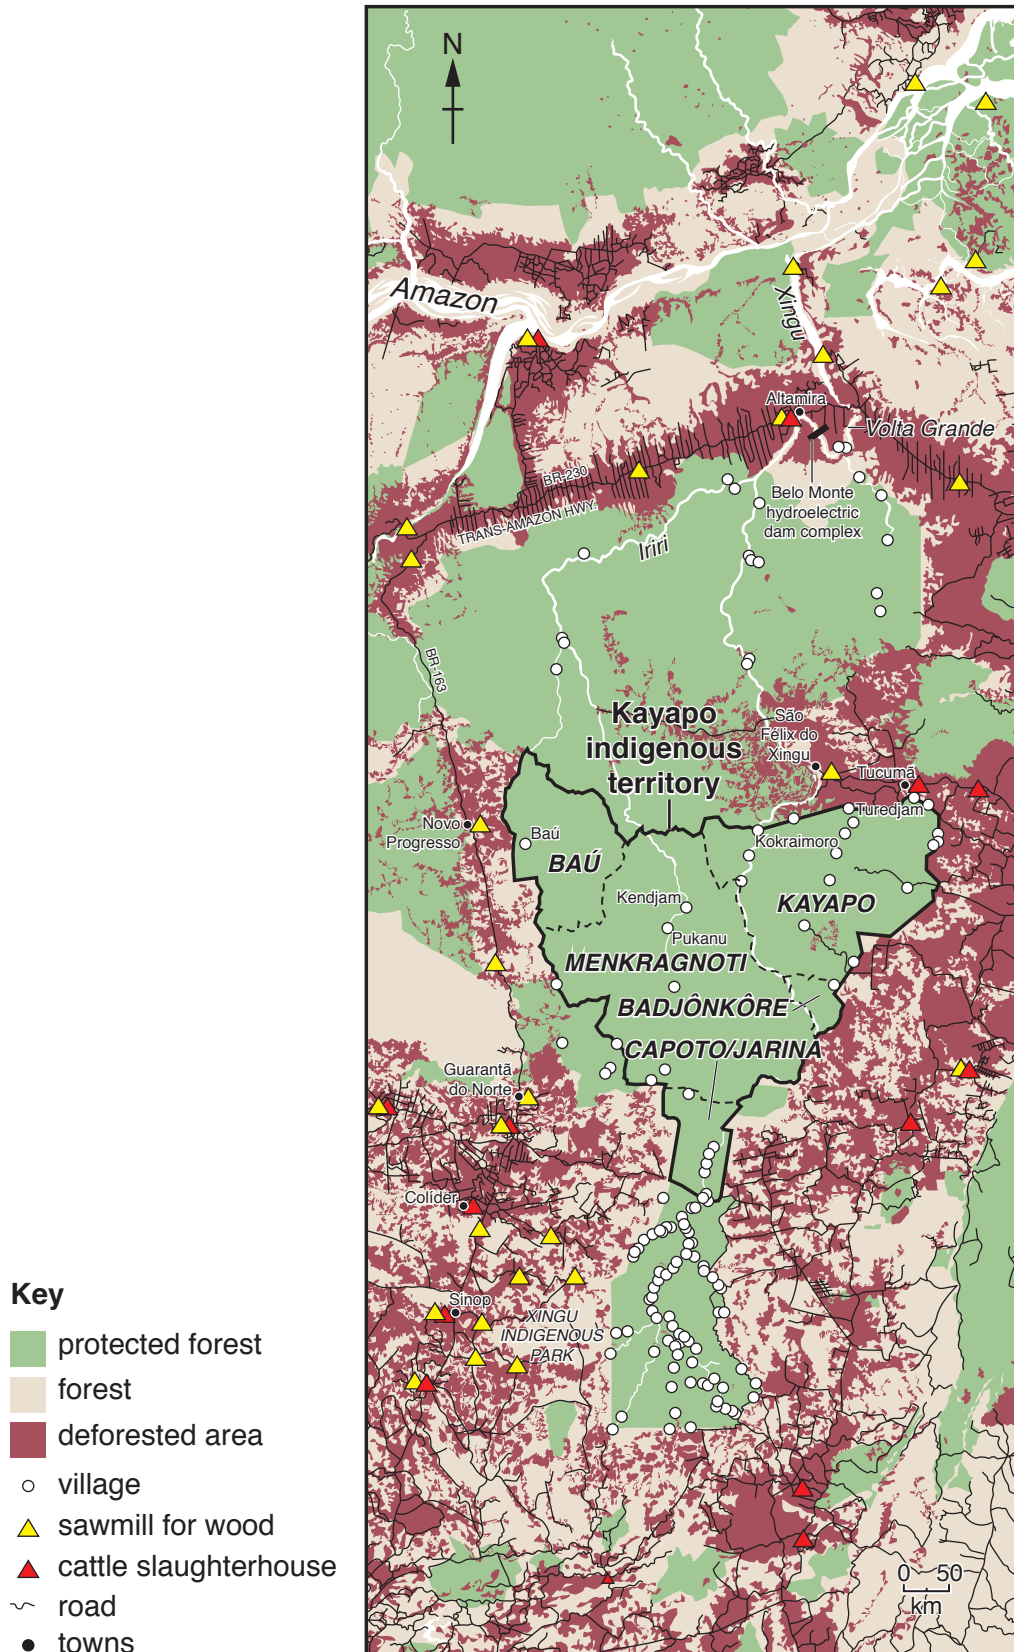 N
Amazon
Xingu
Altamira
Volta Grande
BR-230
TRANS-AMAZON HWY.
Belo Monte
hydroelectric
dam complex
Iriri
BR-163
Kayapo
indigenous
territory
São
Félix do
Xingu
Tucumã
Turedjam
Novo
Progresso
Baú
BAÚ
Kokraimoro
Kendjam
KAYAPO
Pukanu
MENKRAGNOTI
BADJÔNKÔRE
CAPOTO/JARINA
Guarantã
do Norte
Colíder
Sinop
XINGU
INDIGENOUS
PARK
0 50
km
Key
protected forest
forest
deforested area
village
sawmill for wood
cattle slaughterhouse
road
towns